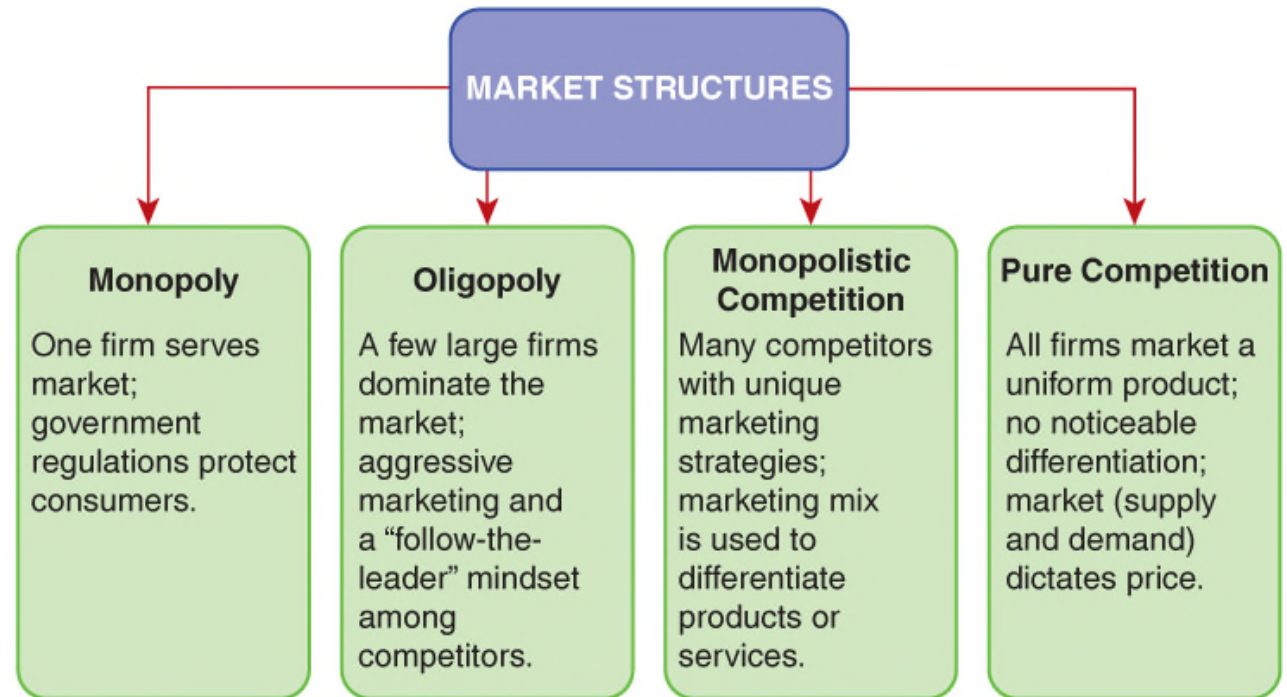 MARKET STRUCTURES
Monopoly
One firm serves
market;
government
regulations protect
consumers.
Oligopoly
A few large firms
dominate the
market;
aggressive
marketing and
a “follow-the-
leader” mindset
among
competitors.
Monopolistic
Competition
Many competitors
with unique
marketing
strategies;
marketing mix
is used to
differentiate
products or
services.
Pure Competition
All firms market a
uniform product;
no noticeable
differentiation;
market (supply
and demand)
dictates price.